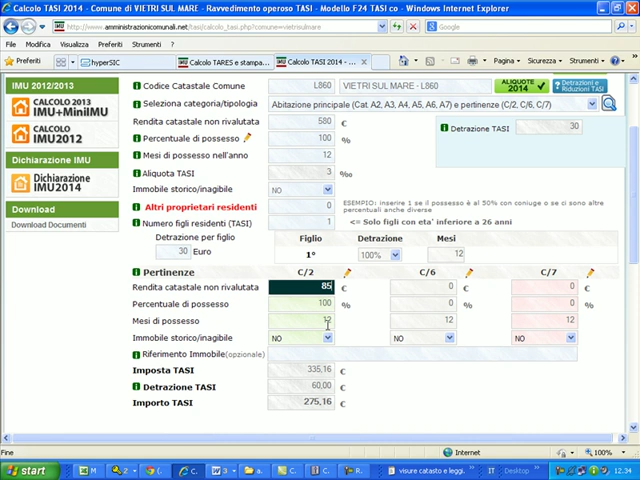 Calcolo TASI 2014 - Comune di VIETRI SUL MARE - Ravvedimento operoso TASI - Modello F24 TASI co - Windows Internet Explorer
http://www.amministrazionicomunali.net/tasi/calcolo_tasi.php?comune=vietrisulmare
Google
File Modifica Visualizza Preferiti Strumenti ?
Preferiti hyperSIC Calcolo TARES e stampa... Calcolo TASI 2014 - ... Pagina Sicurezza Strumenti
IMU 2012/2013
CALCOLO 2013
IMU+MiniIMU
CALCOLO
IMU2012
Dichiarazione IMU
Dichiarazione
IMU2014
Download
Download Documenti
Codice Catastale Comune L860 VIETRI SUL MARE - L860 ALIQUOTE 2014 Detrazioni e Riduzioni TASI
Seleziona categoria/tipologia Abitazione principale (Cat. A2, A3, A4, A5, A6, A7) e pertinenze (C/2, C/6, C/7)
Rendita catastale non rivalutata 580 €
Detrazione TASI 30
Percentuale di possesso 100 %
Mesi di possesso nell'anno 12
Aliquota TASI 3 ‰
Immobile storico/inagibile NO
Altri proprietari residenti 0 ESEMPIO: inserire 1 se il possesso è al 50% con coniuge o se ci sono altre percentuali anche diverse
Numero figli residenti (TASI) 1 <= Solo figli con eta' inferiore a 26 anni
Detrazione per figlio Figlio Detrazione Mesi
30 Euro 1° 100% 12
Pertinenze C/2 C/6 C/7
Rendita catastale non rivalutata 85 € 0 € 0 €
Percentuale di possesso 100 % 0 % 0 %
Mesi di possesso 12 12 12
Immobile storico/inagibile NO NO NO
Riferimento Immobile(opzionale)
Imposta TASI 335,16 €
Detrazione TASI 60,00 €
Importo TASI 275,16 €
Fine Internet 100%
start M 2 (. C. W 3 a. C. C. R. visure catasto e leggi. IT Desktop 12.34